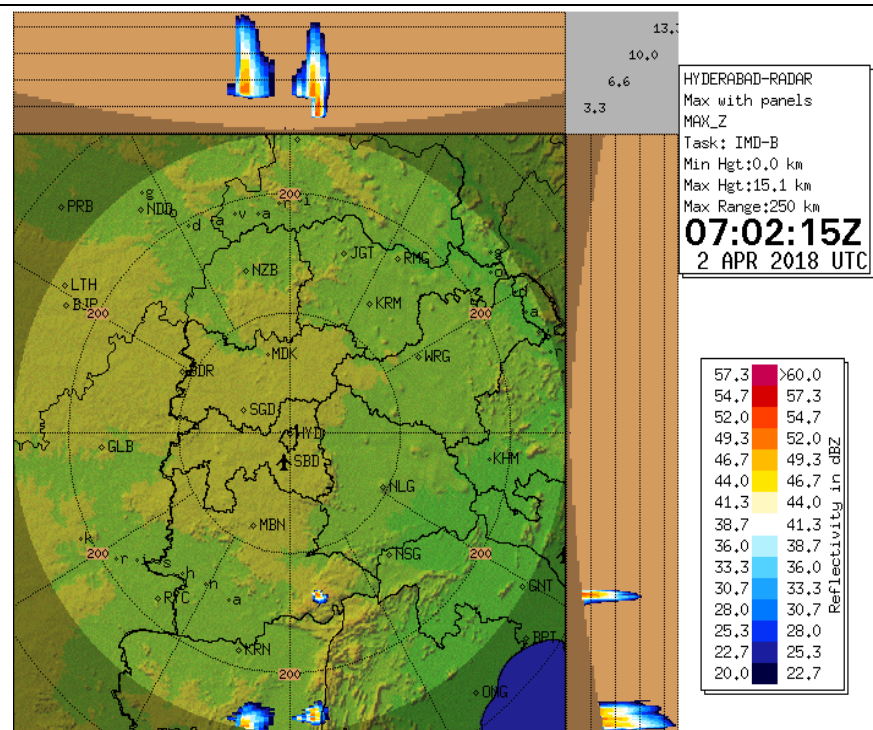 13.3
10.0
6.6
3.3
HYDERABAD-RADAR
Max with panels
MAX_Z
Task: IMD-B
Min Hgt:0.0 km
Max Hgt:15.1 km
Max Range:250 km
07:02:15Z
2 APR 2018 UTC
PRB
NDD
g
o
d
a
v
a
r
i
200
NZB
JGT
RMG
g
o
d
a
r
LTH
BJP
200
KRM
200
MDK
WRG
BDR
SGD
HYD
GLB
SBD
KHM
NLG
MBN
k
r
i
s
h
n
a
200
NSG
200
RYC
GNT
KRN
BPT
200
ONG
57.3 >60.0
54.7 57.3
52.0 54.7
49.3 52.0
46.7 49.3
44.0 46.7
41.3 44.0
38.7 41.3
36.0 38.7
33.3 36.0
30.7 33.3
28.0 30.7
25.3 28.0
22.7 25.3
20.0 22.7
Reflectivity in dBZ